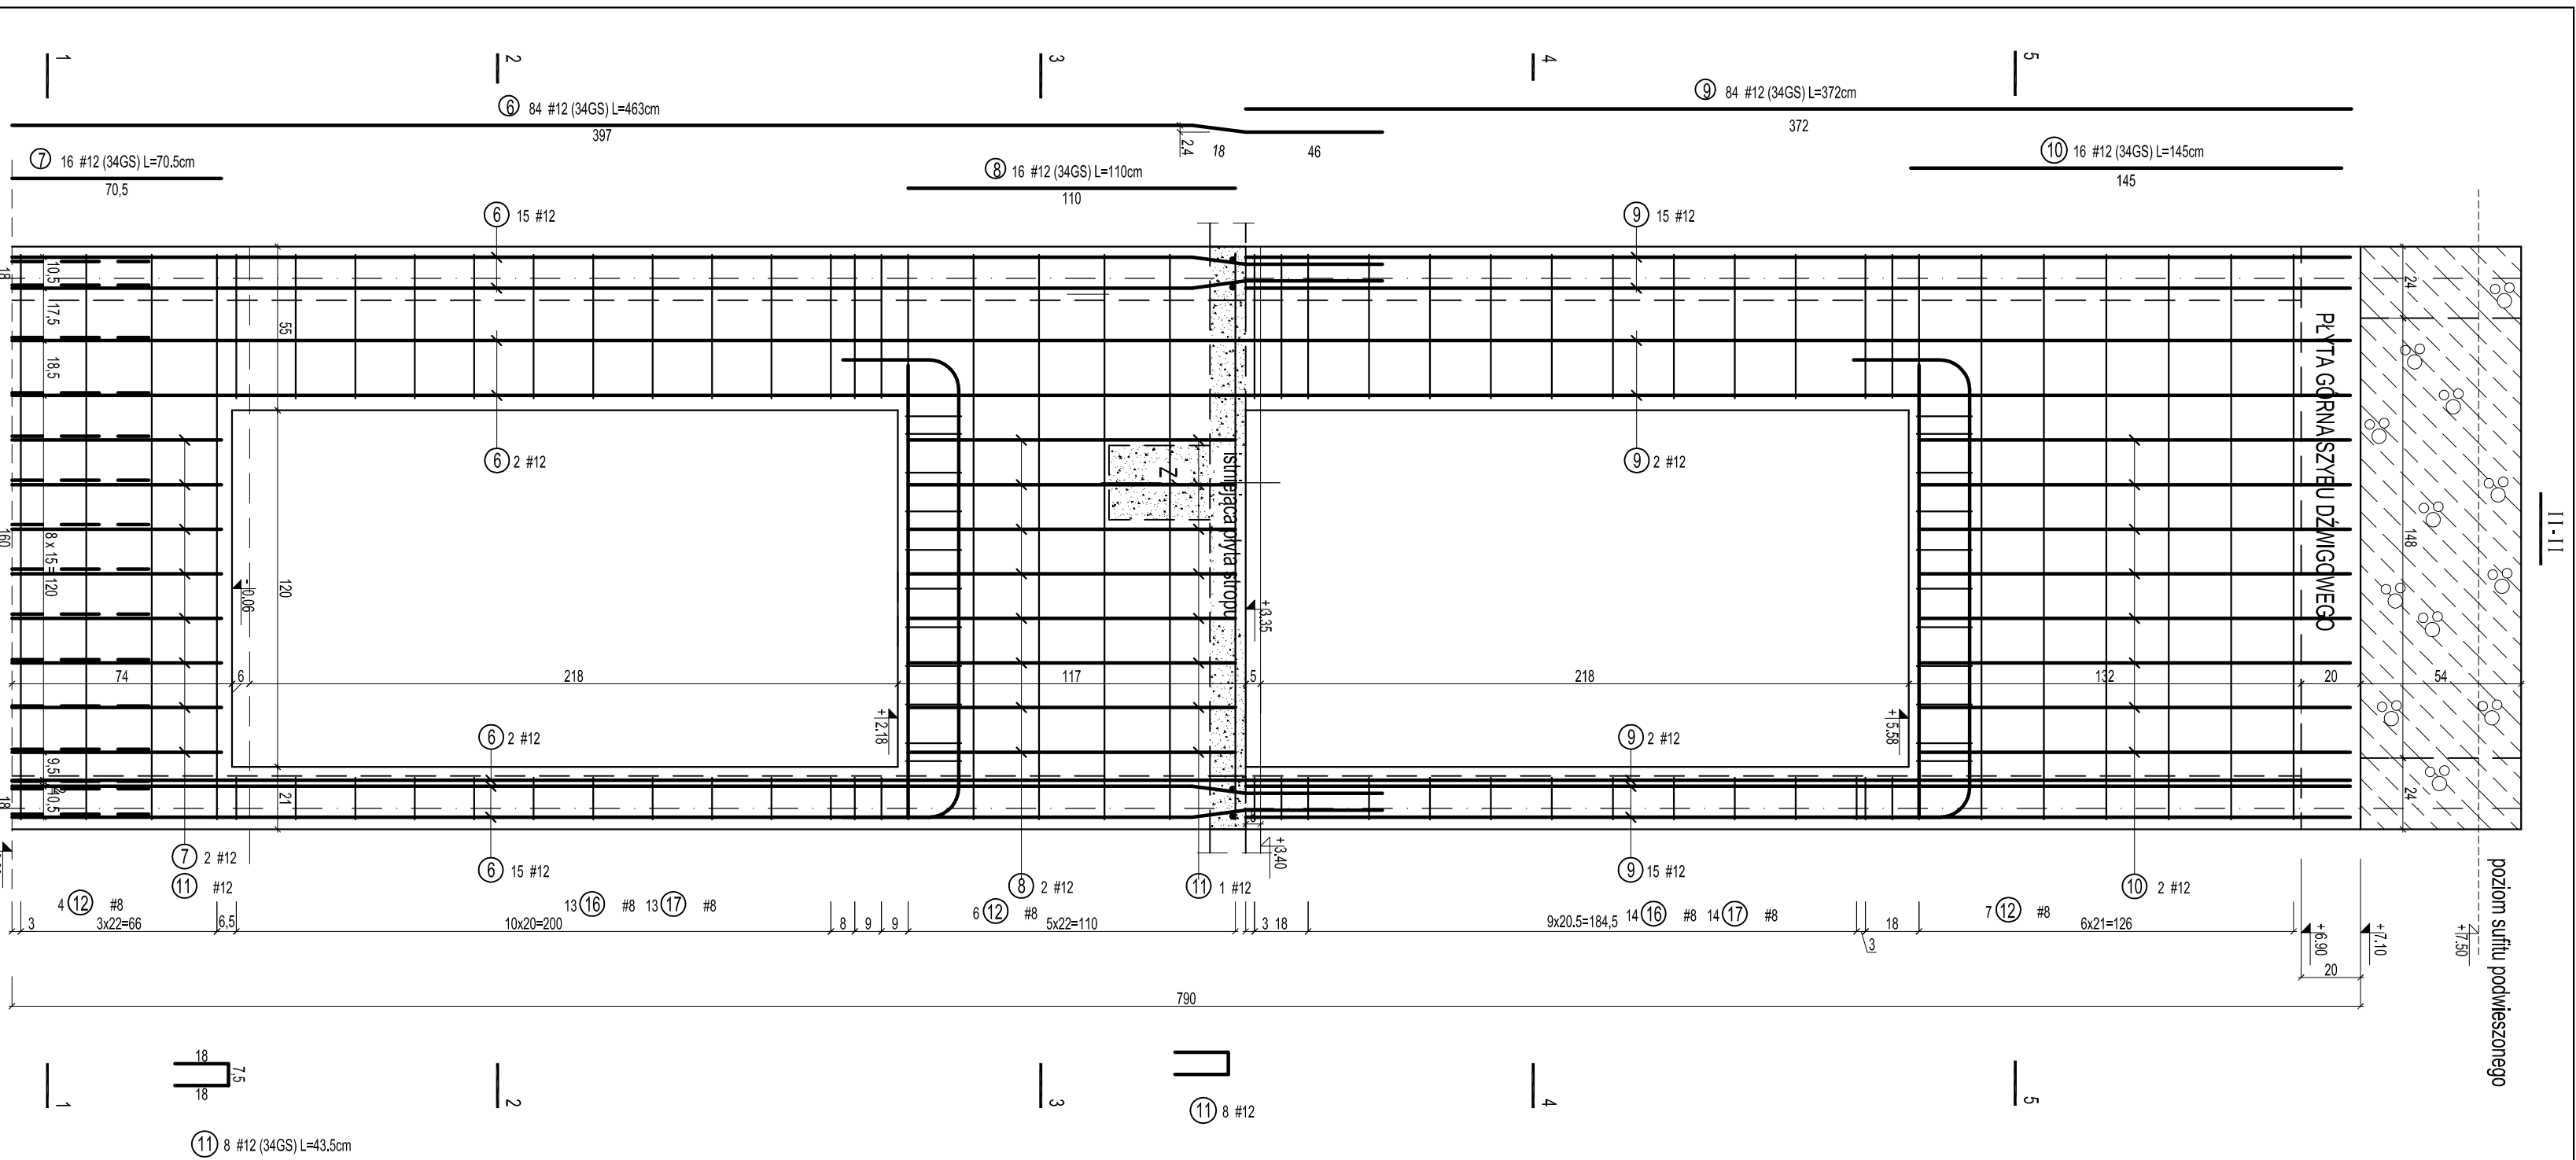 1
2
3
4
5
6 84 #12 (34GS) L=463cm
397
2.4
18
46
9 84 #12 (34GS) L=372cm
372
7 16 #12 (34GS) L=70.5cm
70,5
8 16 #12 (34GS) L=110cm
110
10 16 #12 (34GS) L=145cm
145
II-II
6 15 #12
9 15 #12
18
10,5
17,5
18,5
55
24
PŁYTA GÓRNA SZYBU DŹWIGOWEGO
6 2 #12
9 2 #12
Z
istniejąca płyta stropu
148
160
8 x 15 =120
-0.06
120
+3.35
74
6
218
117
5
218
132
20
54
+2.18
+5.58
6 2 #12
9 2 #12
9,5
10,5
21
24
18
+3.40
7 2 #12
11 #12
6 15 #12
8 2 #12
11 1 #12
9 15 #12
10 2 #12
poziom sufitu podwieszonego
4 12 #8
13 16 #8 13 17 #8
6 12 #8
14 16 #8 14 17 #8
7 12 #8
3
3x22=66
6,5
10x20=200
8
9
9
5x22=110
3
18
9x20.5=184,5
3
18
6x21=126
+6.90
+7.10
+7.50
20
790
18
7,5
18
11 8 #12 (34GS) L=43.5cm
11 8 #12
1
2
3
4
5